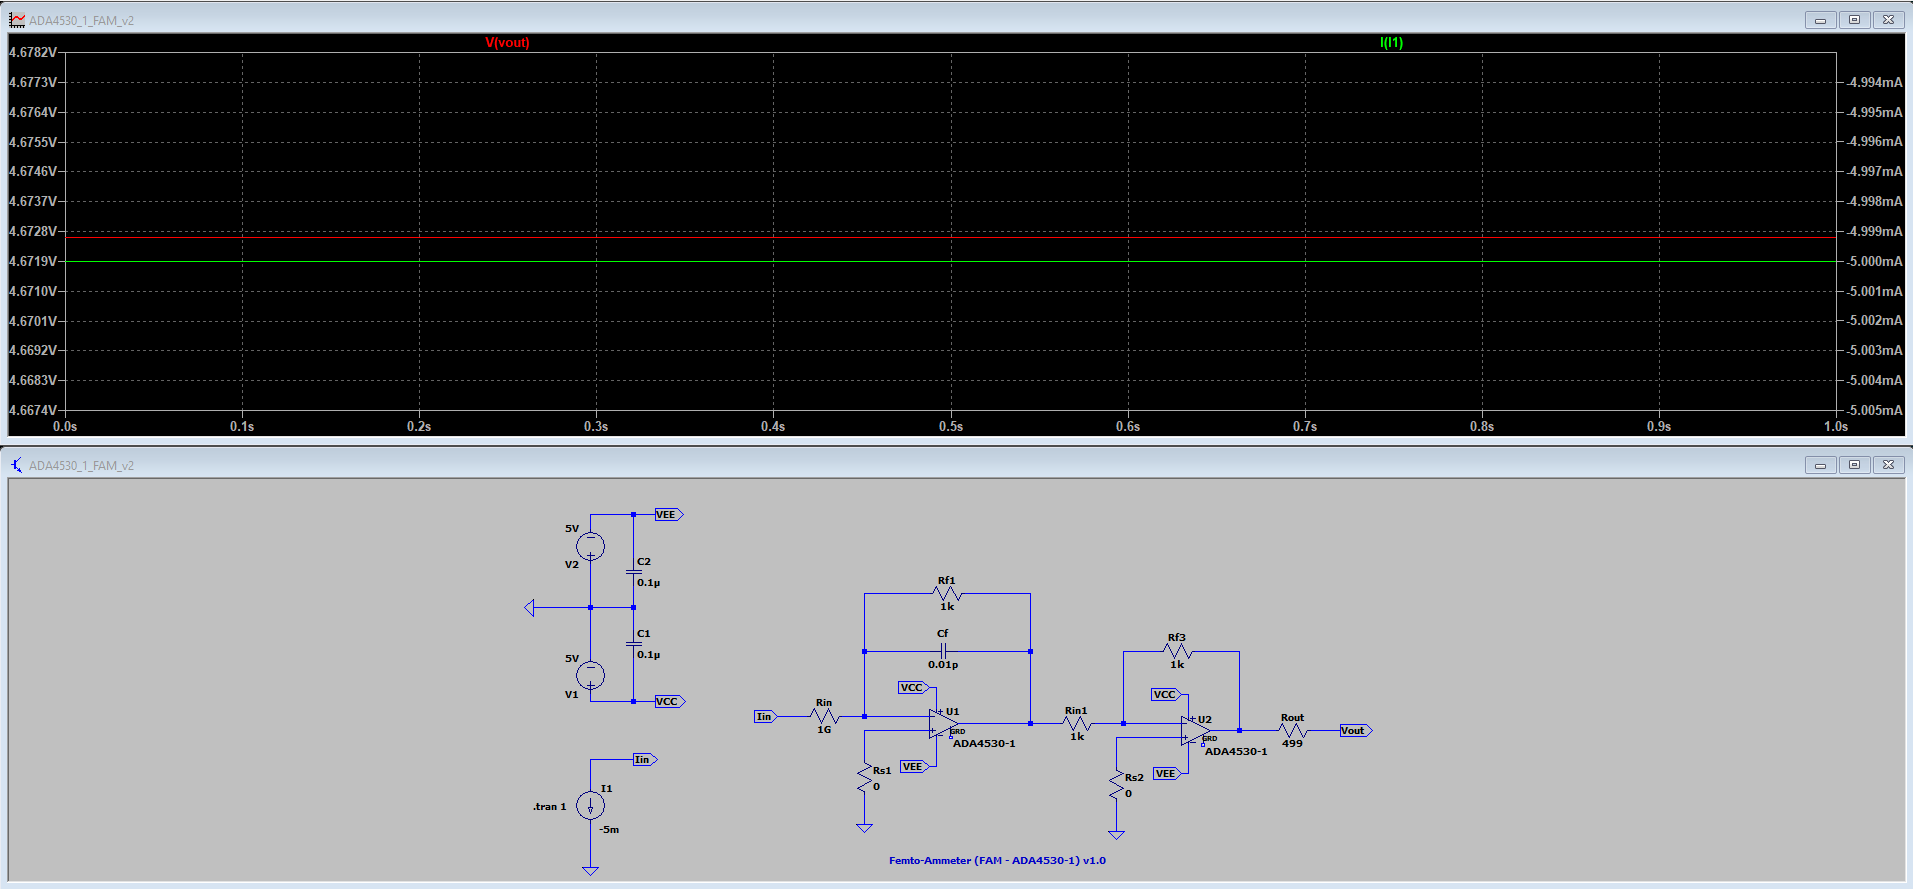 ADA4530_1_FAM_v2
V(vout)
I(I1)
4.6782V
4.6773V
4.6764V
4.6755V
4.6746V
4.6737V
4.6728V
4.6719V
4.6710V
4.6701V
4.6692V
4.6683V
4.6674V
-4.994mA
-4.995mA
-4.996mA
-4.997mA
-4.998mA
-4.999mA
-5.000mA
-5.001mA
-5.002mA
-5.003mA
-5.004mA
-5.005mA
0.0s 0.1s 0.2s 0.3s 0.4s 0.5s 0.6s 0.7s 0.8s 0.9s 1.0s
ADA4530_1_FAM_v2
VEE
5V
V2
C2
0.1µ
C1
0.1µ
5V
V1
VCC
Iin
I1
.tran 1
-5m
Rf1
1k
Cf
0.01p
VCC
Iin
Rin
1G
U1
GRD
ADA4530-1
VEE
Rs1
0
Rf3
1k
VCC
Rin1
1k
U2
GRD
ADA4530-1
VEE
Rs2
0
Rout
499
Vout
Femto-Ammeter (FAM - ADA4530-1) v1.0